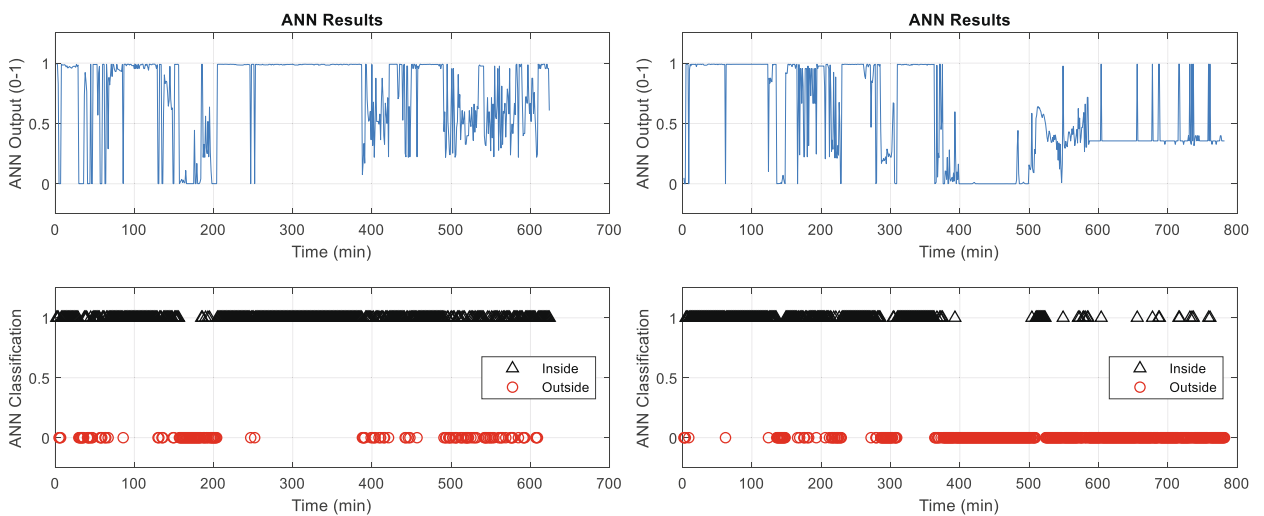 ANN Results
1
0.5
0
ANN Output (0-1)
0 100 200 300 400 500 600 700
Time (min)
ANN Results
1
0.5
0
ANN Output (0-1)
0 100 200 300 400 500 600 700 800
Time (min)
1
0.5
0
ANN Classification
Inside
Outside
0 100 200 300 400 500 600 700
Time (min)
1
0.5
0
ANN Classification
Inside
Outside
0 100 200 300 400 500 600 700 800
Time (min)